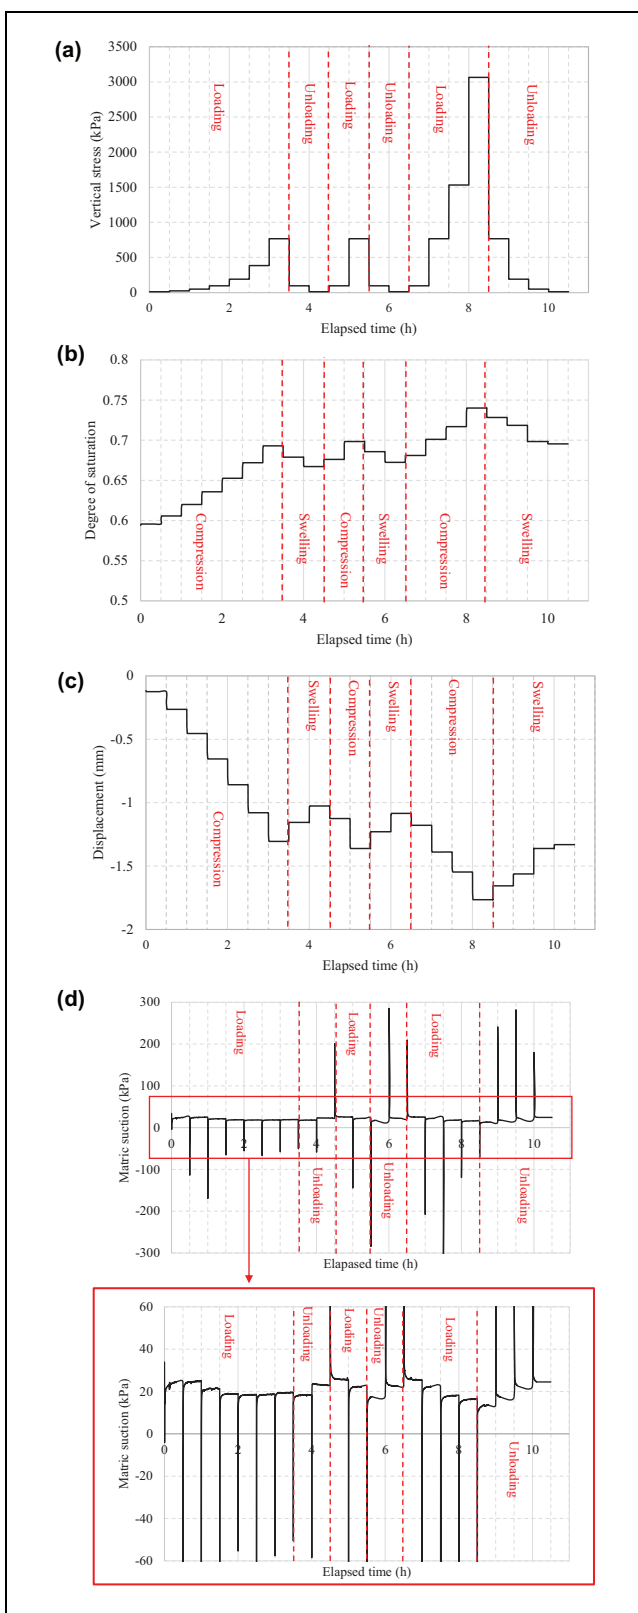 (a)
3500
3000
2500
2000
1500
1000
500
0
Vertical stress (kPa)
Loading
Unloading
Loading
Unloading
Loading
Unloading
0 2 4 6 8 10
Elapsed time (h)
(b)
0.8
0.75
0.7
0.65
0.6
0.55
0.5
Degree of saturation
Compression
Swelling
Compression
Swelling
Compression
Swelling
0 2 4 6 8 10
Elapsed time (h)
(c)
0
-0.5
-1
-1.5
-2
Displacement (mm)
Compression
Swelling
Compression
Swelling
Compression
Swelling
0 2 4 6 8 10
Elapsed time (h)
(d)
300
200
100
0
-100
-200
-300
Matric suction (kPa)
Loading
Unloading
Loading
Unloading
Loading
Unloading
0 2 4 6 8 10
Elapased time (h)
60
40
20
0
-20
-40
-60
Matric suction (kPa)
Loading
Unloading
Loading
Unloading
Loading
Unloading
0 2 4 6 8 10
Elapsed time (h)